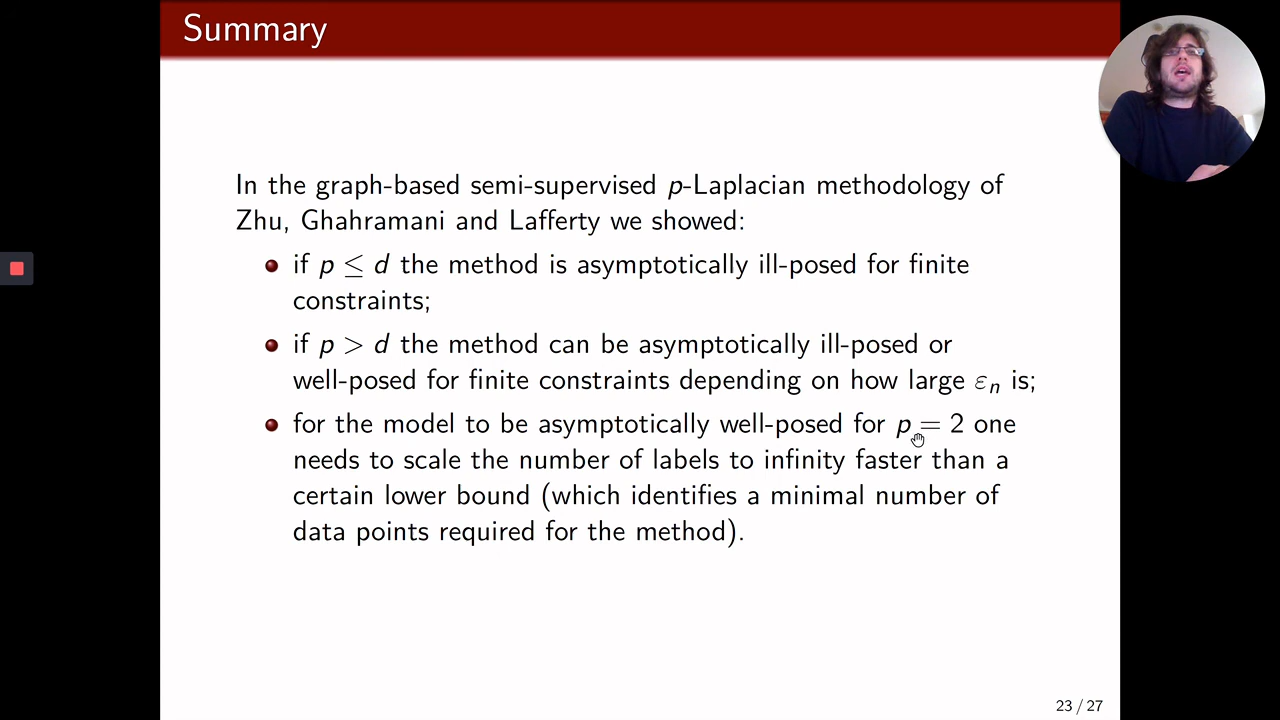 Summary
In the graph-based semi-supervised p-Laplacian methodology of
Zhu, Ghahramani and Lafferty we showed:
if p ≤ d the method is asymptotically ill-posed for finite
constraints;
if p > d the method can be asymptotically ill-posed or
well-posed for finite constraints depending on how large εₙ is;
for the model to be asymptotically well-posed for p = 2 one
needs to scale the number of labels to infinity faster than a
certain lower bound (which identifies a minimal number of
data points required for the method).
23 / 27